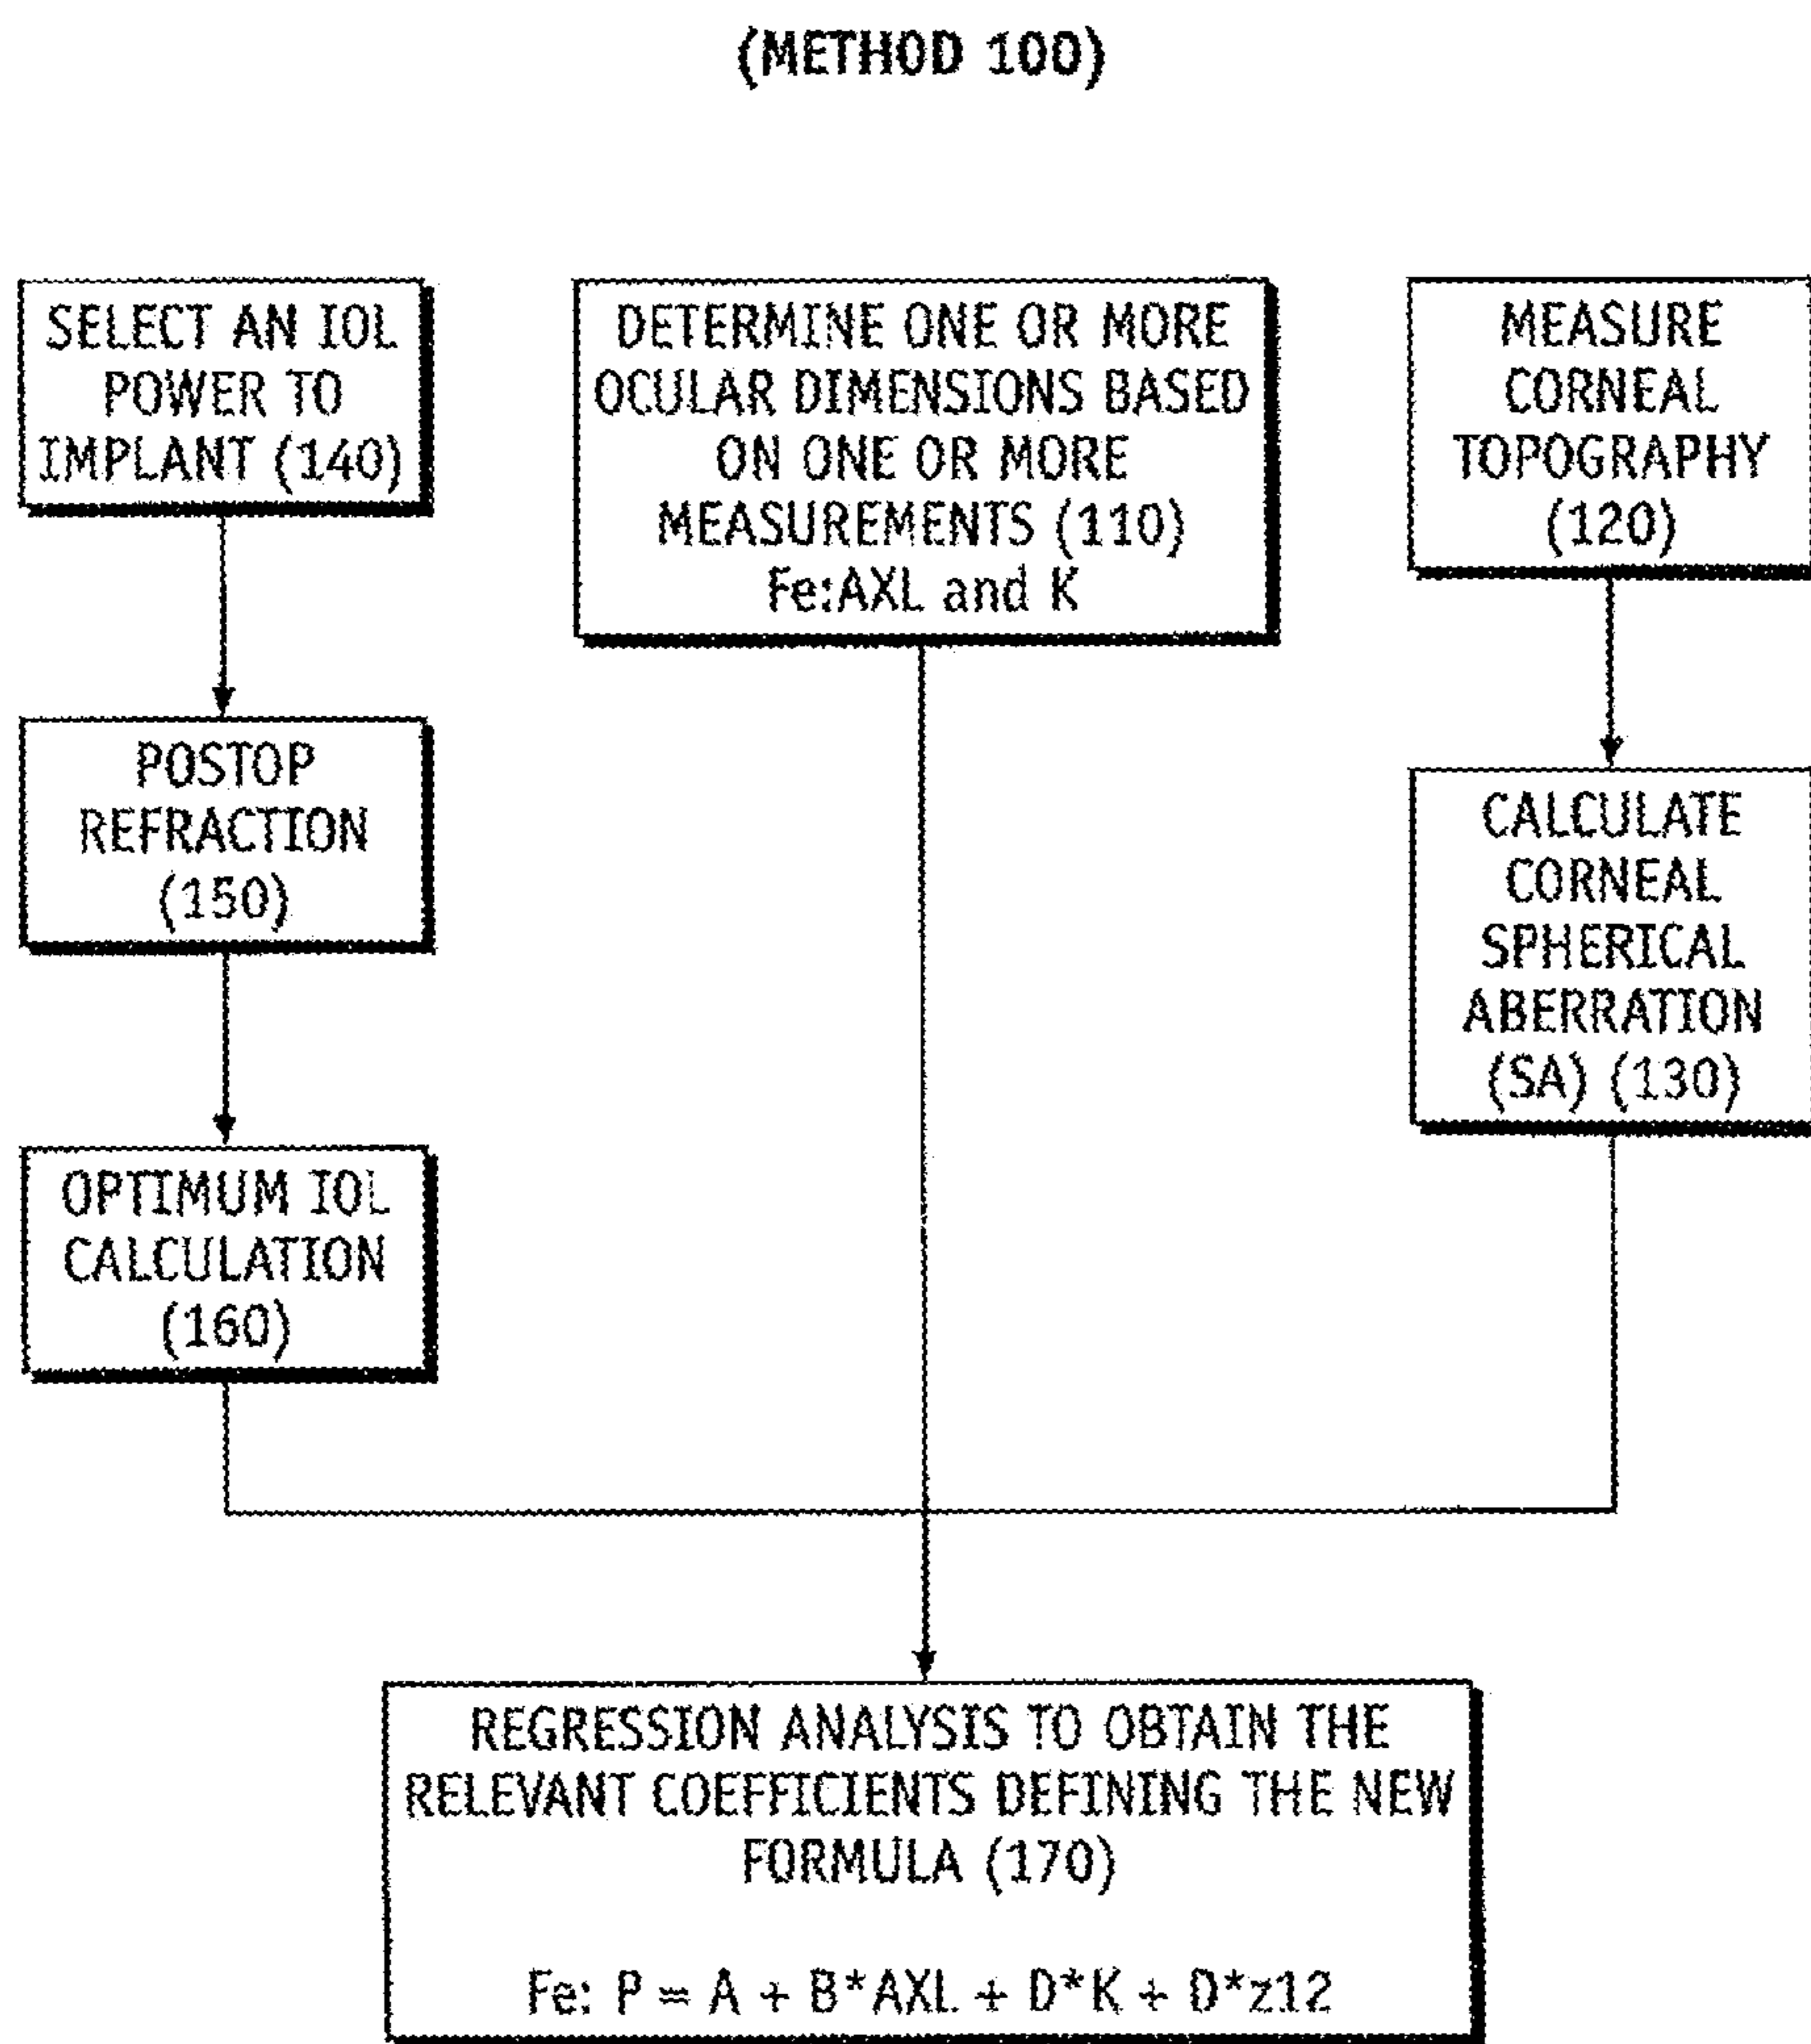 (METHOD 100)
SELECT AN IOL
POWER TO
IMPLANT (140)
DETERMINE ONE OR MORE
OCULAR DIMENSIONS BASED
ON ONE OR MORE
MEASUREMENTS (110)
Fe:AXL and K
MEASURE
CORNEAL
TOPOGRAPHY
(120)
POSTOP
REFRACTION
(150)
CALCULATE
CORNEAL
SPHERICAL
ABERRATION
(SA) (130)
OPTIMUM IOL
CALCULATION
(160)
REGRESSION ANALYSIS TO OBTAIN THE
RELEVANT COEFFICIENTS DEFINING THE NEW
FORMULA (170)
Fe: P = A + B*AXL + D*K + D*z12